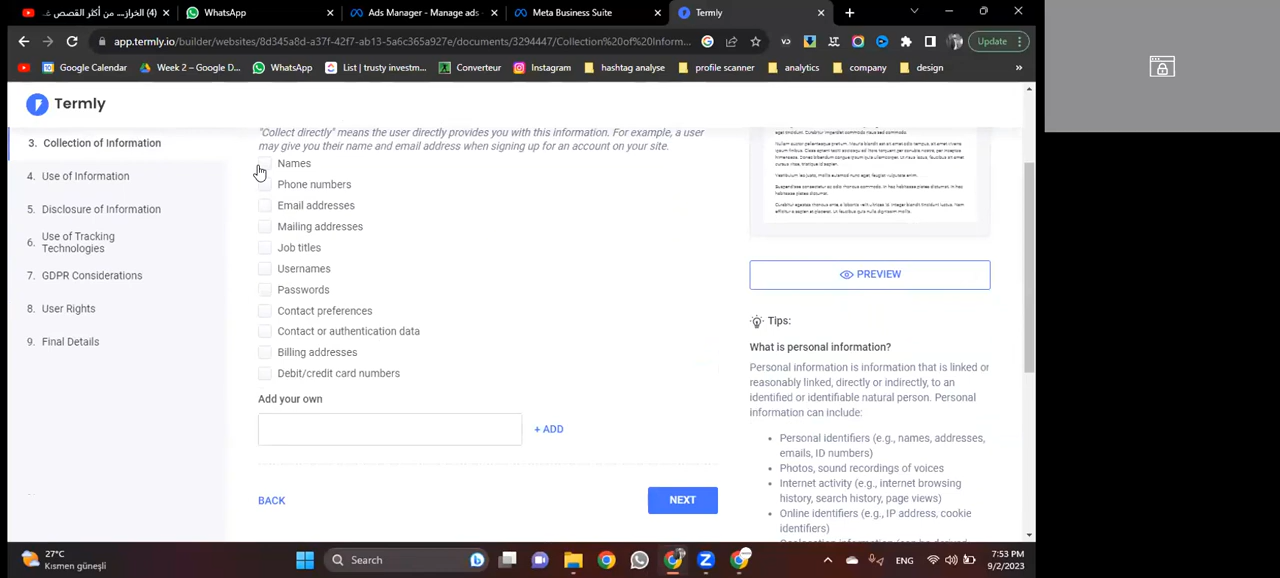 (4) الخراز... من أكثر القصص غـ
WhatsApp
Ads Manager - Manage ads -
Meta Business Suite
Termly
app.termly.io/builder/websites/8d345a8d-37f-42f7-ab13-5a6c365a927e/documents/3294447/Collection%20of%20Inform...
Update
Google Calendar
Week 2 – Google D...
WhatsApp
List | trusty investm...
Counteur
Instagram
hashtag analyse
profile scanner
analytics
company
design
»
Termly
3. Collection of Information
4. Use of Information
5. Disclosure of Information
6. Use of Tracking
Technologies
7. GDPR Considerations
8. User Rights
9. Final Details
"Collect directly" means the user directly provides you with this information. For example, a user
may give you their name and email address when signing up for an account on your site.
Names
Phone numbers
Email addresses
Mailing addresses
Job titles
Usernames
Passwords
Contact preferences
Contact or authentication data
Billing addresses
Debit/credit card numbers
Add your own
+ ADD
BACK
NEXT
PREVIEW
Tips:
What is personal information?
Personal information is information that is linked or
reasonably linked, directly or indirectly, to an
identified or identifiable natural person. Personal
information can include:
• Personal identifiers (e.g., names, addresses,
emails, ID numbers)
• Photos, sound recordings of voices
• Internet activity (e.g., internet browsing
history, search history, page views)
• Online identifiers (e.g., IP address, cookie
identifiers)
27°C
Kısmen güneşli
Search
ENG
7:53 PM
9/2/2023